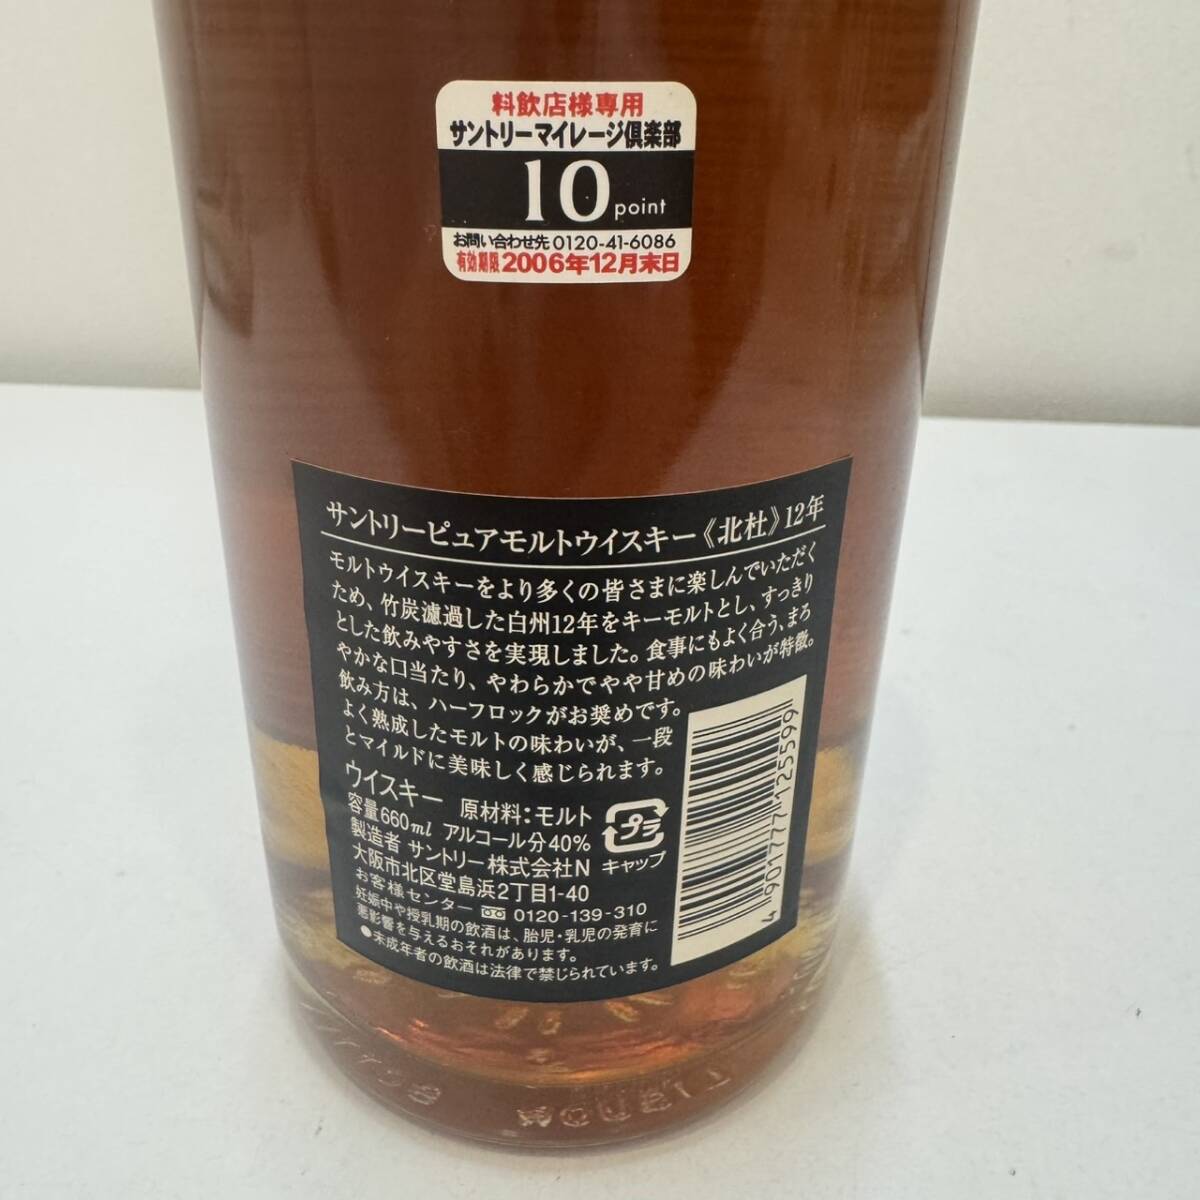 料飲店様専用
サントリーマイレージ倶楽部
10 point
お問い合わせ先 0120-41-6086
有効期限 2006年12月末日
サントリーピュアモルトウイスキー《北杜》12年
モルトウイスキーをより多くの皆さまに楽しんでいただく
ため、竹炭濾過した白州12年をキーモルトとし、すっきり
とした飲みやすさを実現しました。食事にもよく合う、まろ
やかな口当たり、やわらかでやや甘めの味わいが特徴。
飲み方は、ハーフロックがお奨めです。
よく熟成したモルトの味わいが、一段
とマイルドに美味しく感じられます。
ウイスキー 原材料：モルト
容量660ml アルコール分40%
製造者 サントリー株式会社N
大阪市北区堂島浜2丁目1-40
お客様センター 0120-139-310
妊娠中や授乳期の飲酒は、胎児・乳児の発育に
悪影響を与えるおそれがあります。
●未成年者の飲酒は法律で禁じられています。
プラ
キャップ
4 901777 125599